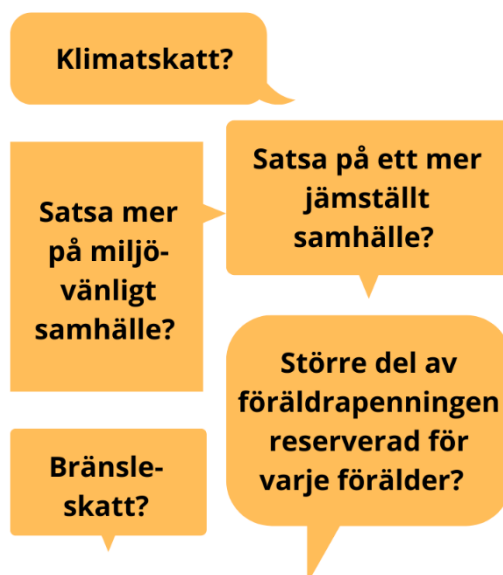 Klimatskatt?
Satsa på ett mer
jämställt
samhälle?
Satsa mer
på miljö-
vänligt
samhälle?
Större del av
föräldrapenningen
reserverad för
varje förälder?
Bränsle-
skatt?